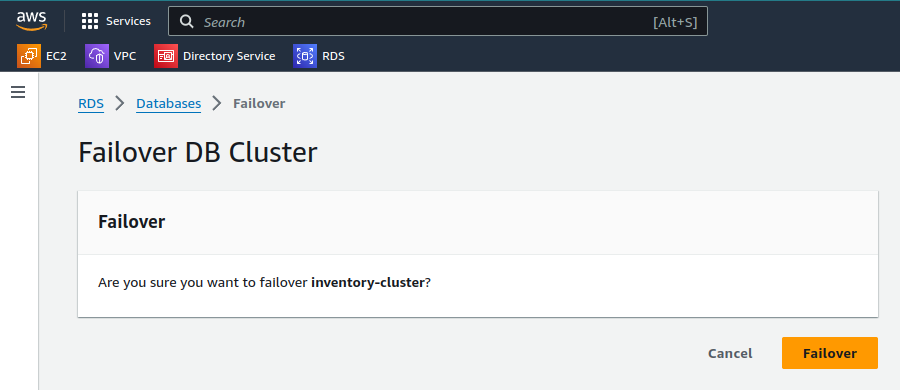 aws Services Search [Alt+S]
EC2 VPC Directory Service RDS
RDS Databases Failover
Failover DB Cluster
Failover
Are you sure you want to failover inventory-cluster?
Cancel Failover